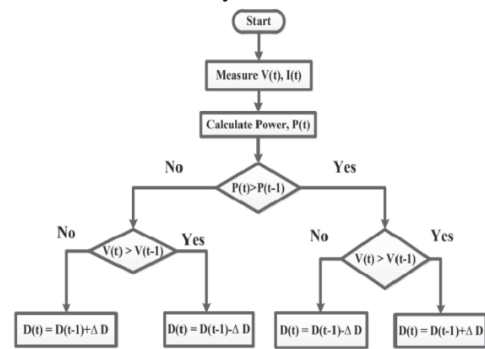 Start
Measure V(t), I(t)
Calculate Power, P(t)
No
Yes
P(t)>P(t-1)
No
Yes
No
Yes
V(t) > V(t-1)
V(t) > V(t-1)
D(t) = D(t-1)+Δ D
D(t) = D(t-1)-Δ D
D(t) = D(t-1)-Δ D
D(t) = D(t-1)+Δ D